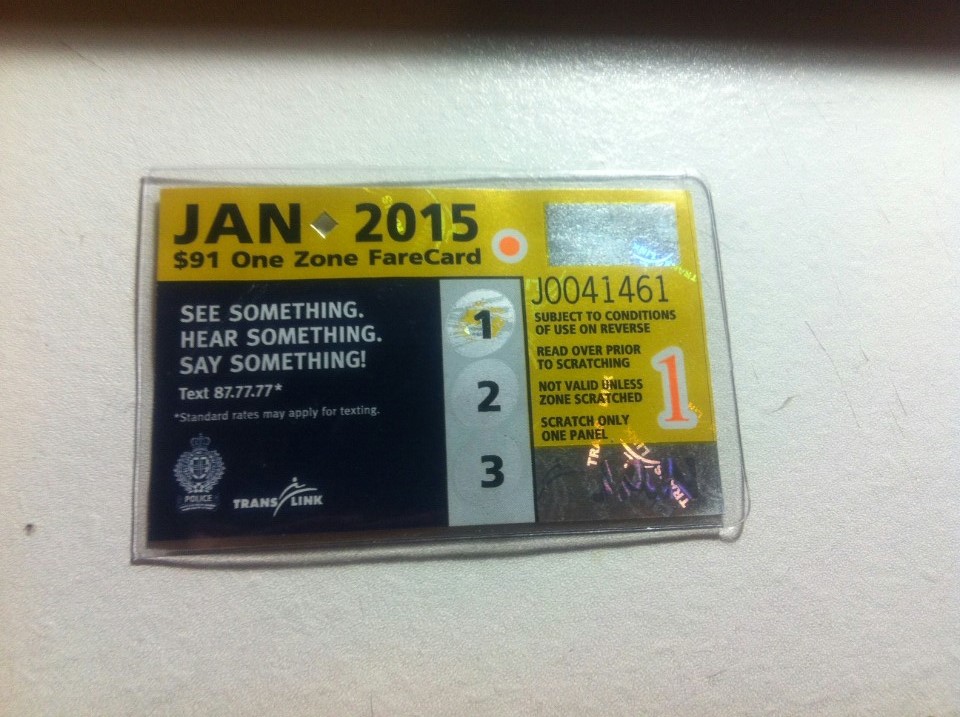 JAN 2015
$91 One Zone FareCard
SEE SOMETHING.
HEAR SOMETHING.
SAY SOMETHING!
Text 87.77.77*
*Standard rates may apply for texting.
POLICE
TRANS LINK
1
2
3
J0041461
SUBJECT TO CONDITIONS
OF USE ON REVERSE
READ OVER PRIOR
TO SCRATCHING
NOT VALID UNLESS
ZONE SCRATCHED
SCRATCH ONLY
ONE PANEL
1